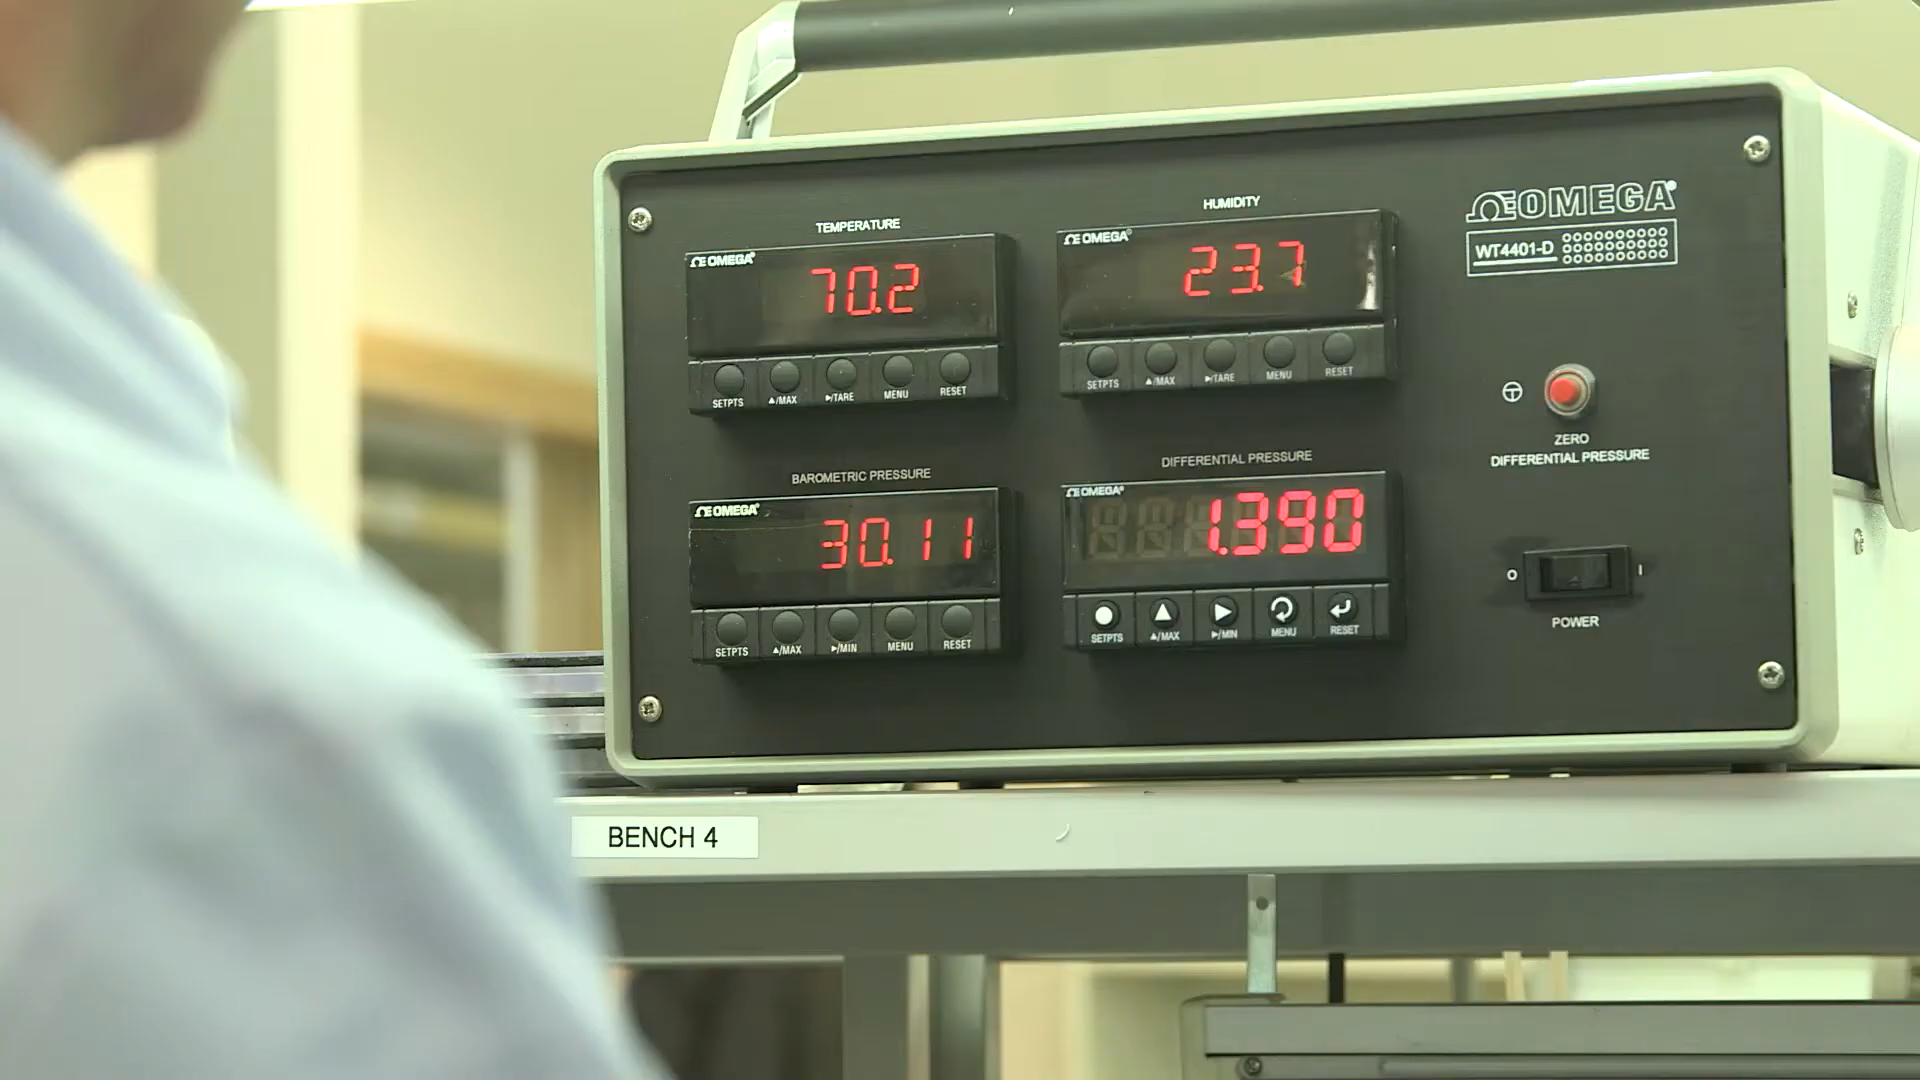 TEMPERATURE
OMEGA®
70.2
SETPTS ▲/MAX ►/TARE MENU RESET
HUMIDITY
OMEGA®
23.7
SETPTS ▲/MAX ►/TARE MENU RESET
OMEGA®
WT4401-D
BAROMETRIC PRESSURE
OMEGA®
30.11
SETPTS ▲/MAX ►/MIN MENU RESET
DIFFERENTIAL PRESSURE
OMEGA®
1.390
SETPTS ▲/MAX ►/MIN MENU RESET
ZERO
DIFFERENTIAL PRESSURE
O I
POWER
BENCH 4